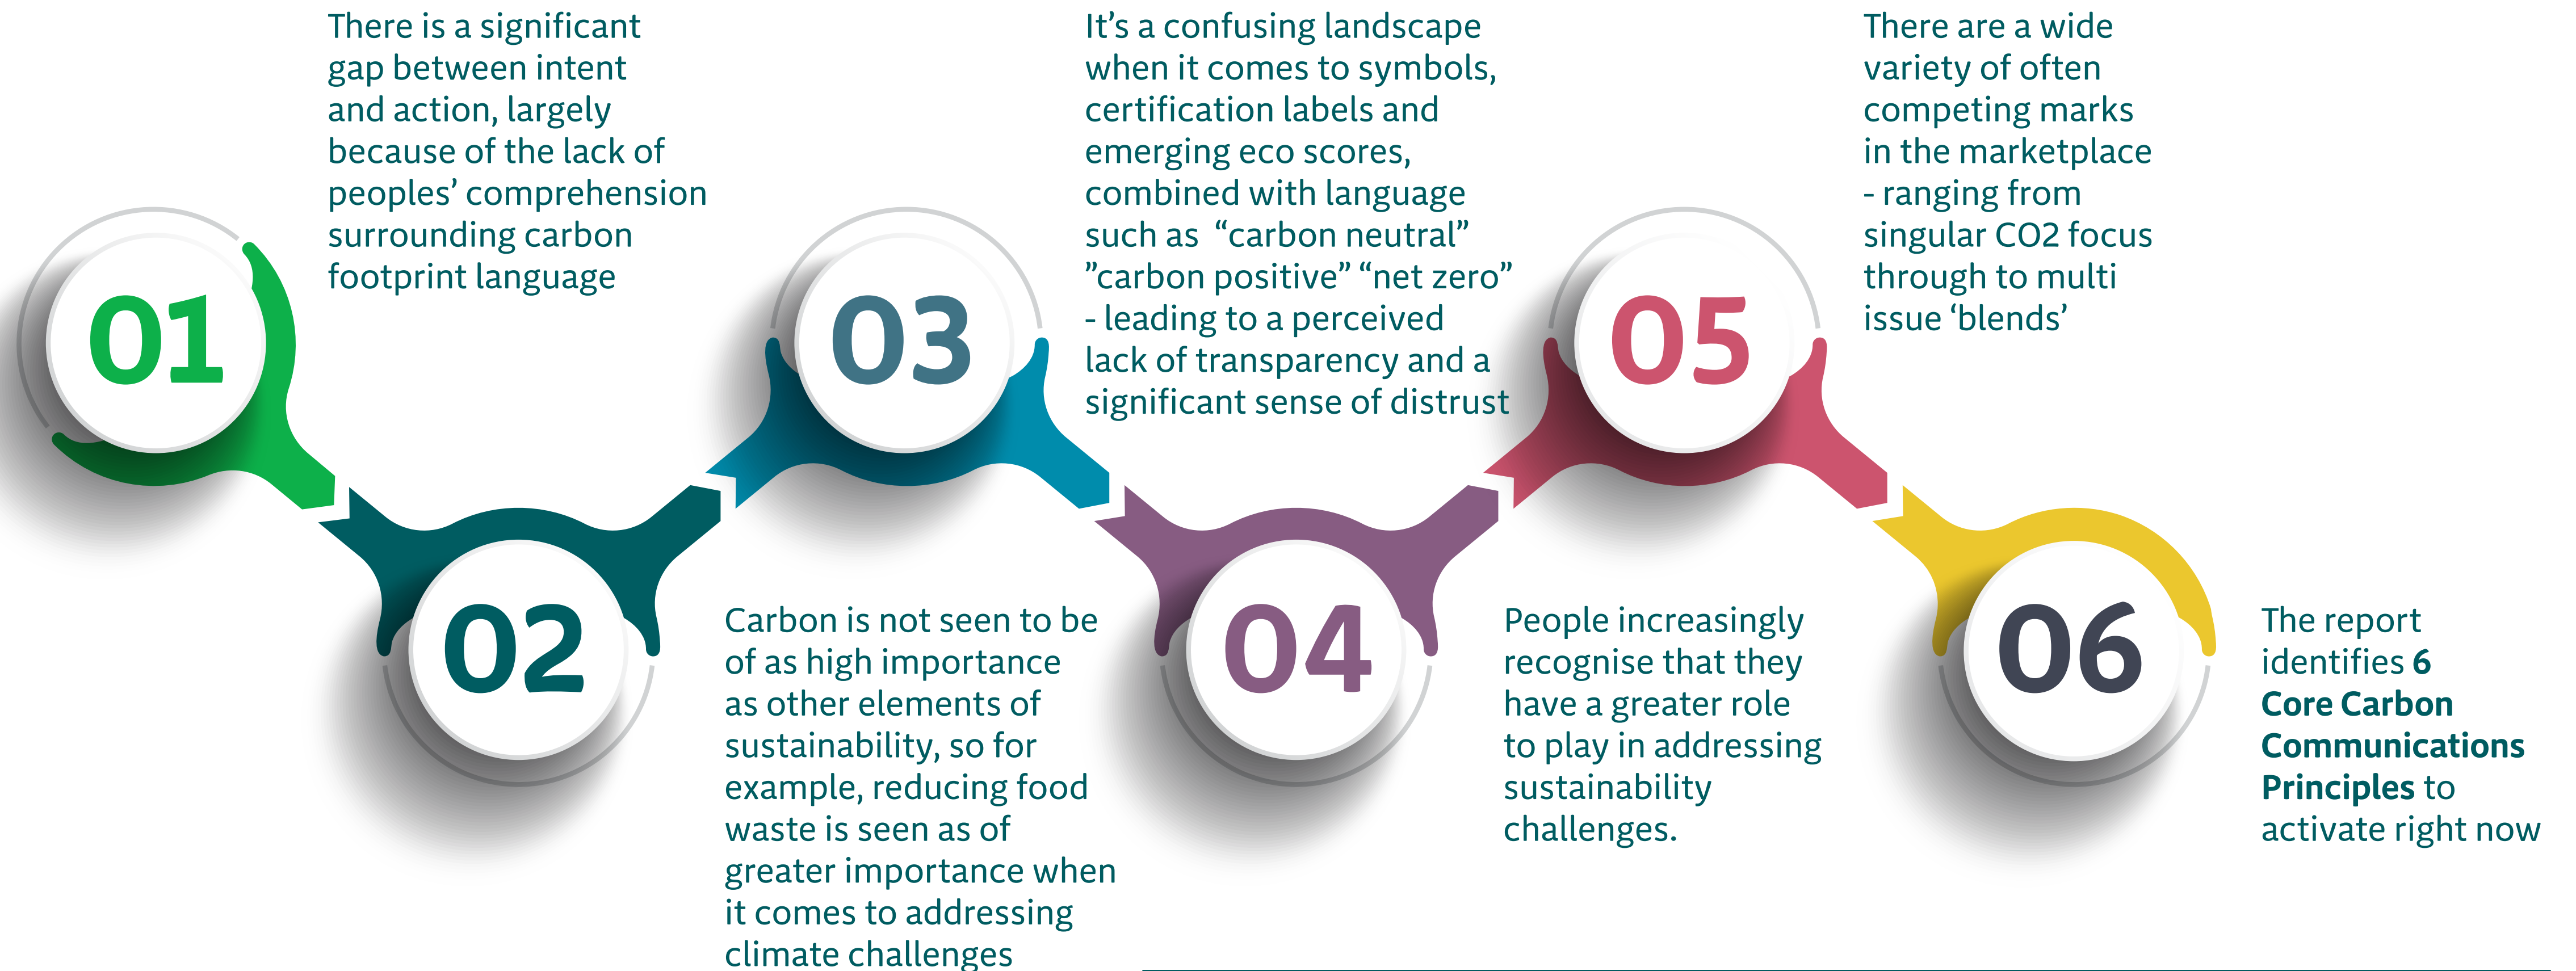 01
There is a significant
gap between intent
and action, largely
because of the lack of
peoples’ comprehension
surrounding carbon
footprint language
02
Carbon is not seen to be
of as high importance
as other elements of
sustainability, so for
example, reducing food
waste is seen as of
greater importance when
it comes to addressing
climate challenges
03
It’s a confusing landscape
when it comes to symbols,
certification labels and
emerging eco scores,
combined with language
such as “carbon neutral”
”carbon positive” “net zero”
- leading to a perceived
lack of transparency and a
significant sense of distrust
04
People increasingly
recognise that they
have a greater role
to play in addressing
sustainability
challenges.
05
There are a wide
variety of often
competing marks
in the marketplace
- ranging from
singular CO2 focus
through to multi
issue ‘blends’
06
The report
identifies 6
Core Carbon
Communications
Principles to
activate right now